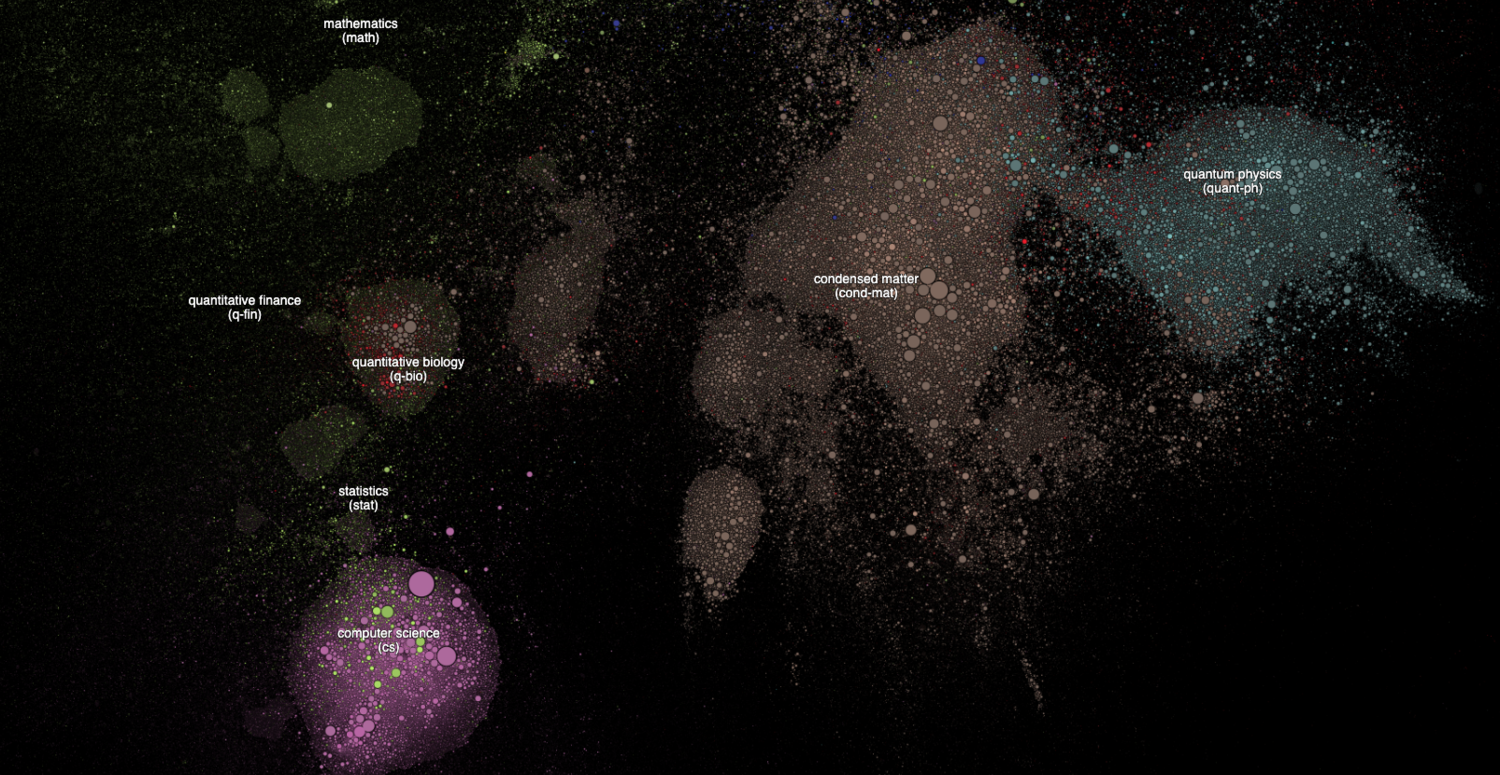 mathematics
(math)
quantum physics
(quant-ph)
condensed matter
(cond-mat)
quantitative finance
(q-fin)
quantitative biology
(q-bio)
statistics
(stat)
computer science
(cs)